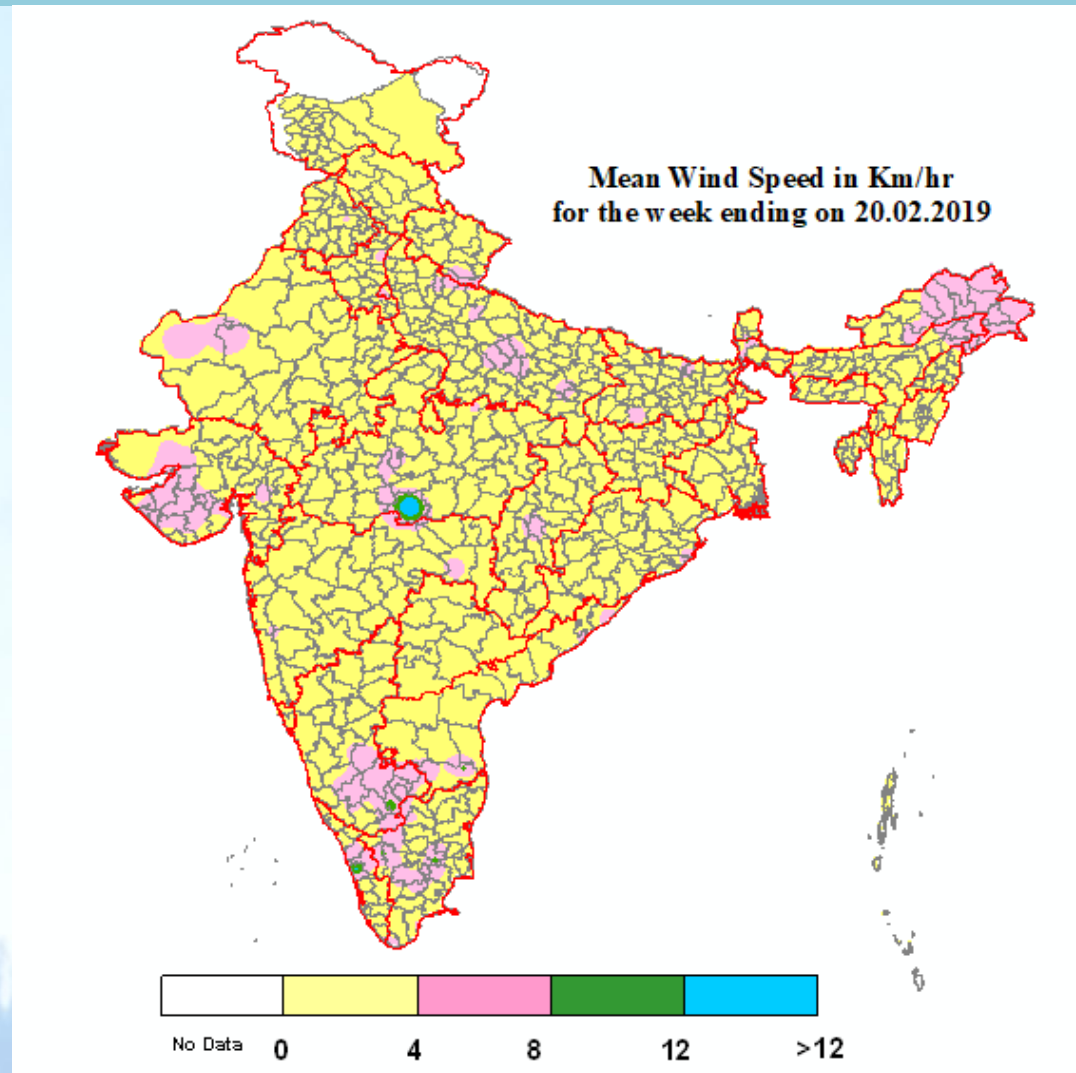 Mean Wind Speed in Km/hr
for the week ending on 20.02.2019
No Data 0 4 8 12 >12